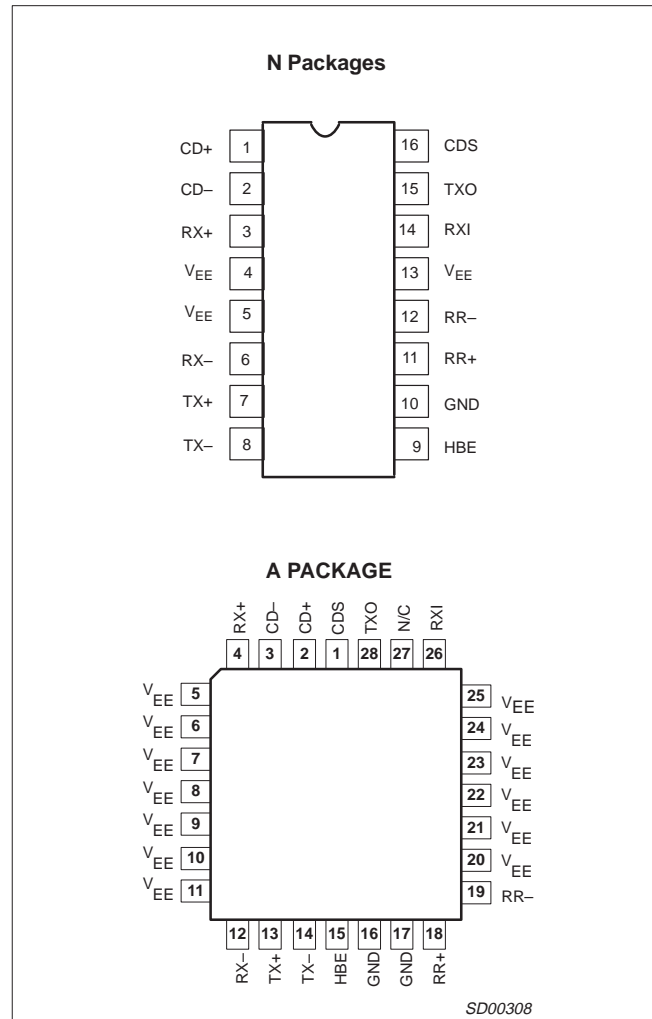 N Packages
CD+ 1 16 CDS
CD– 2 15 TXO
RX+ 3 14 RXI
VEE 4 13 VEE
VEE 5 12 RR–
RX– 6 11 RR+
TX+ 7 10 GND
TX– 8 9 HBE
A PACKAGE
RX+ CD– CD+ CDS TXO N/C RXI
4 3 2 1 28 27 26
VEE 5 25 VEE
VEE 6 24 VEE
VEE 7 23 VEE
VEE 8 22 VEE
VEE 9 21 VEE
VEE 10 20 VEE
VEE 11 19 RR–
12 13 14 15 16 17 18
RX– TX+ TX– HBE GND GND RR+
SD00308